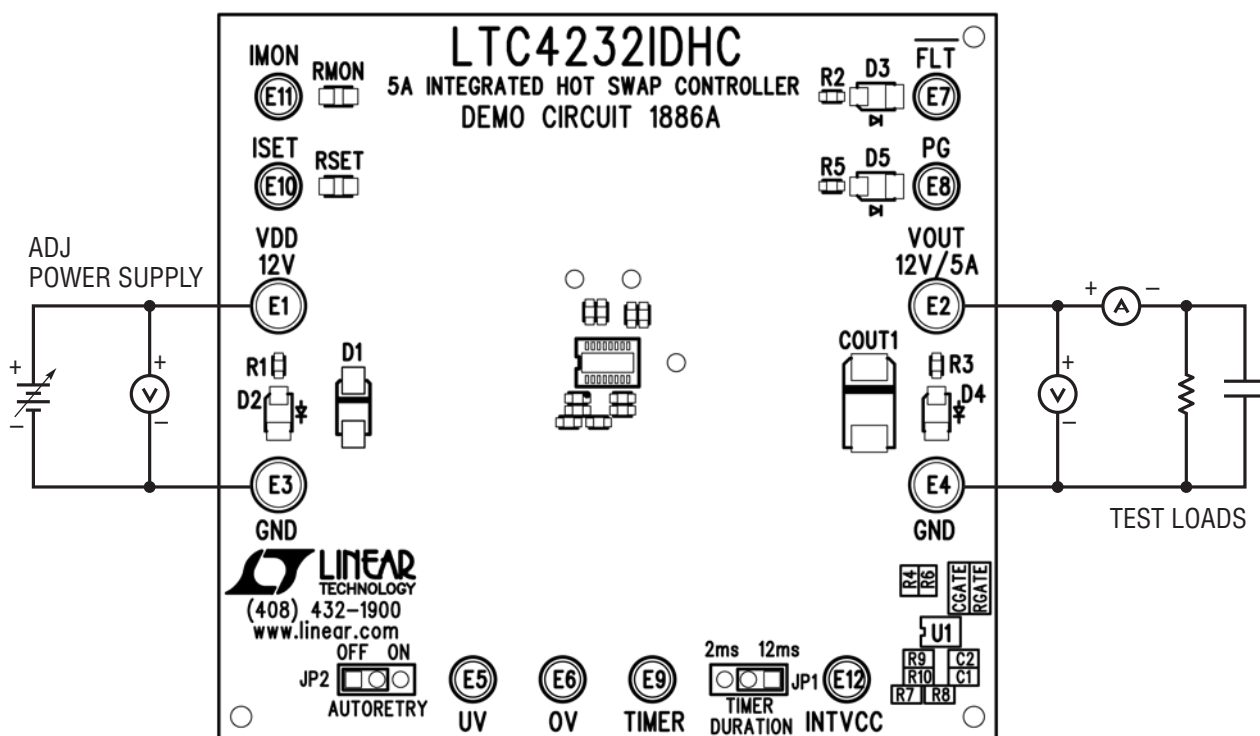 LTC4232IDHC
5A INTEGRATED HOT SWAP CONTROLLER
DEMO CIRCUIT 1886A
IMON
E11
RMON
ISET
E10
RSET
VDD
12V
E1
ADJ
POWER SUPPLY
+
V
−
+
−
R1
D2
D1
E3
GND
FLT
E7
R2
D3
PG
E8
R5
D5
VOUT
12V/5A
E2
+
A
−
COUT1
R3
D4
+
V
−
E4
GND
TEST LOADS
LINEAR
TECHNOLOGY
(408) 432-1900
www.linear.com
OFF ON
JP2
AUTORETRY
E5
UV
E6
OV
E9
TIMER
2ms 12ms
JP1
TIMER
DURATION
E12
INTVCC
R4
R6
CGATE
RGATE
U1
R9
C2
R10
C1
R7
R8